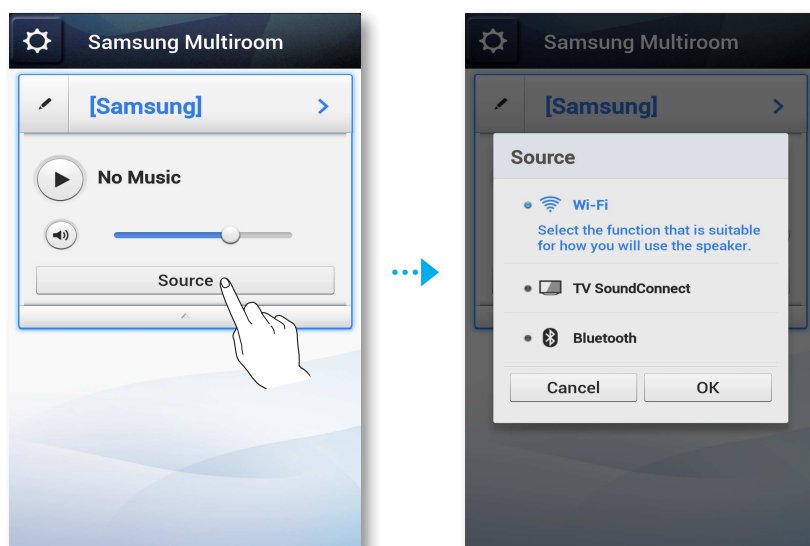 Samsung Multiroom
[Samsung]
No Music
Source
Samsung Multiroom
[Samsung]
Source
Wi-Fi
Select the function that is suitable
for how you will use the speaker.
TV SoundConnect
Bluetooth
Cancel OK